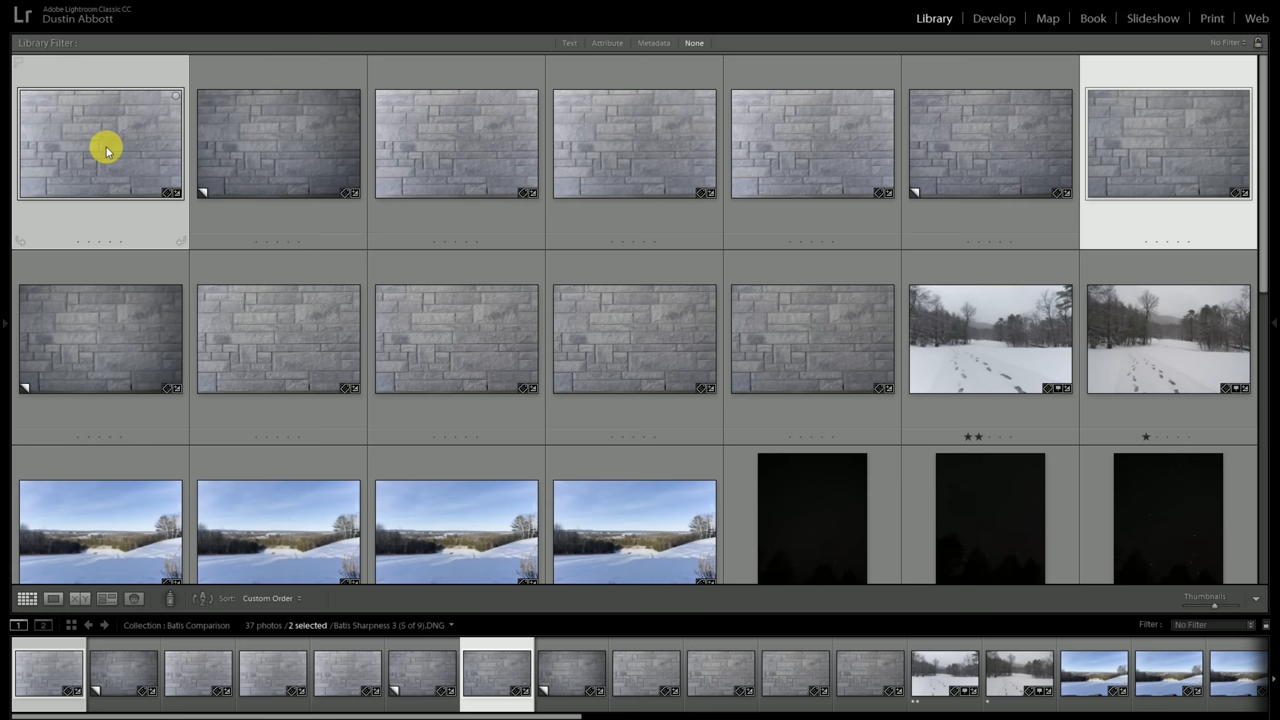 Lr Adobe Lightroom Classic CC
Dustin Abbott
Library | Develop | Map | Book | Slideshow | Print | Web
Library Filter : Text Attribute Metadata None No Filter
Sort: Custom Order Thumbnails
1 2 Collection : Batis Comparison 37 photos / 2 selected / Batis Sharpness 3 (5 of 9).DNG Filter : No Filter